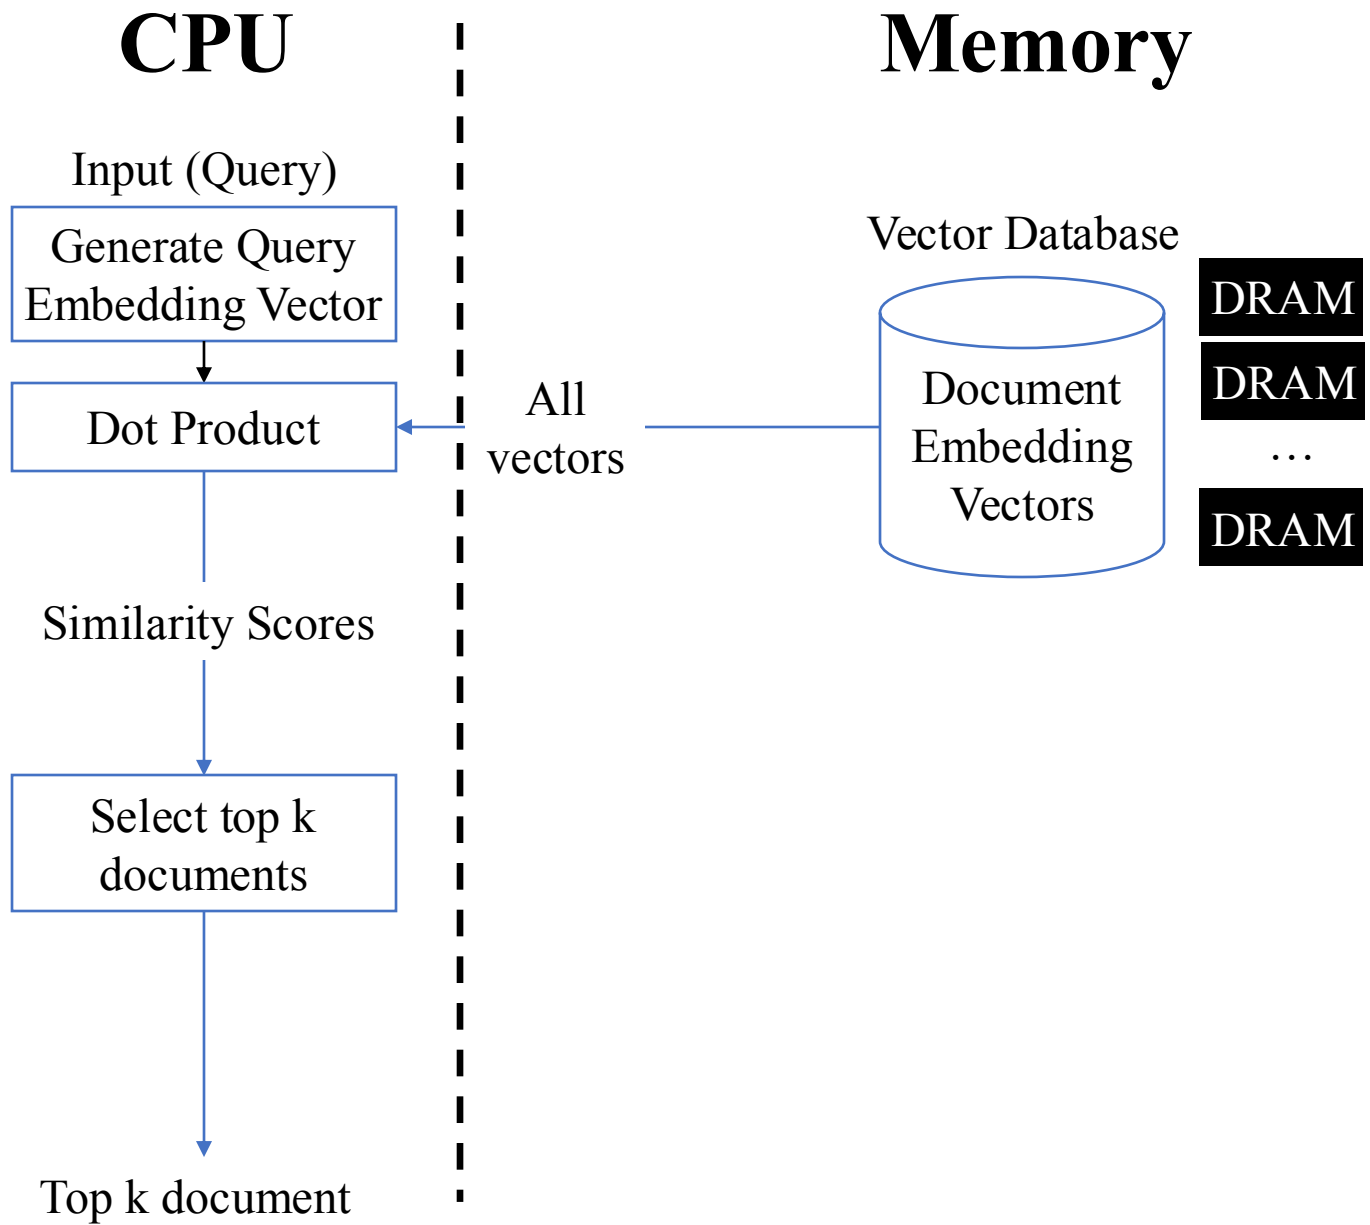 CPU
Memory
Input (Query)
Generate Query
Embedding Vector
Dot Product
All
vectors
Vector Database
Document
Embedding
Vectors
DRAM
DRAM
...
DRAM
Similarity Scores
Select top k
documents
Top k document